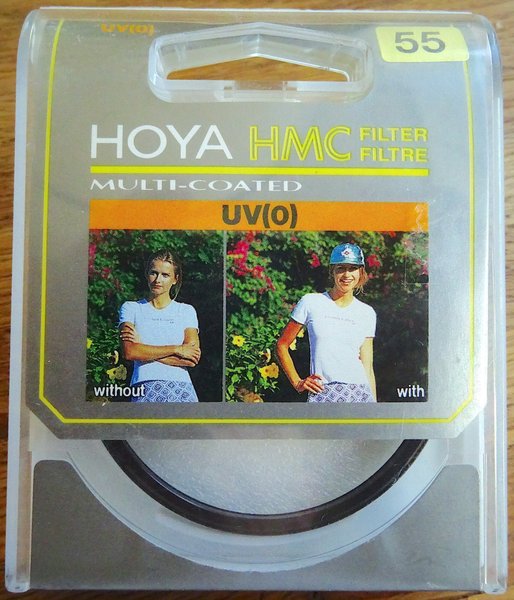 UV(0)
55
HOYA HMC FILTER
FILTRE
MULTI-COATED
UV(0)
without
with